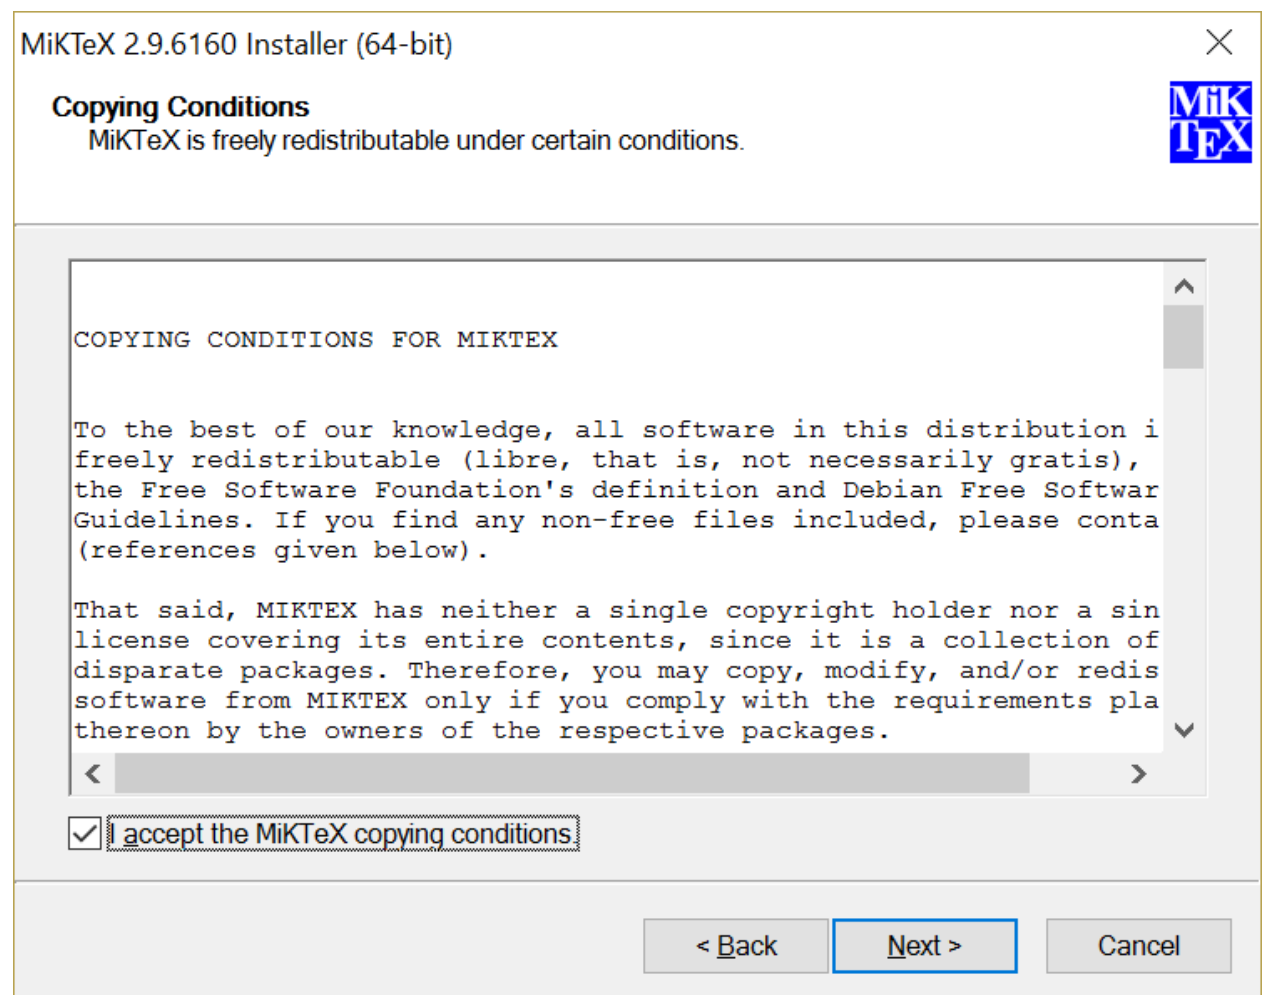 MiKTeX 2.9.6160 Installer (64-bit)
Copying Conditions
MiKTeX is freely redistributable under certain conditions.
MiK
TEX
COPYING CONDITIONS FOR MIKTEX
To the best of our knowledge, all software in this distribution i
freely redistributable (libre, that is, not necessarily gratis),
the Free Software Foundation's definition and Debian Free Softwar
Guidelines. If you find any non-free files included, please conta
(references given below).
That said, MIKTEX has neither a single copyright holder nor a sin
license covering its entire contents, since it is a collection of
disparate packages. Therefore, you may copy, modify, and/or redis
software from MIKTEX only if you comply with the requirements pla
thereon by the owners of the respective packages.
I accept the MiKTeX copying conditions.
< Back
Next >
Cancel